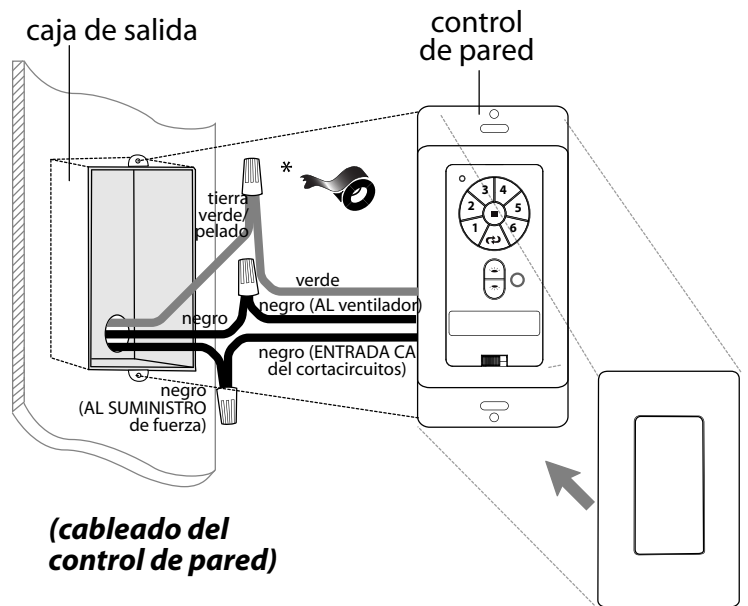 caja de salida
control
de pared
*
tierra
verde/
pelado
3 4
2 5
1 6
verde
negro
negro (AL ventilador)
negro (ENTRADA CA
del cortacircuitos)
negro
(AL SUMINISTRO
de fuerza)
(cableado del
control de pared)